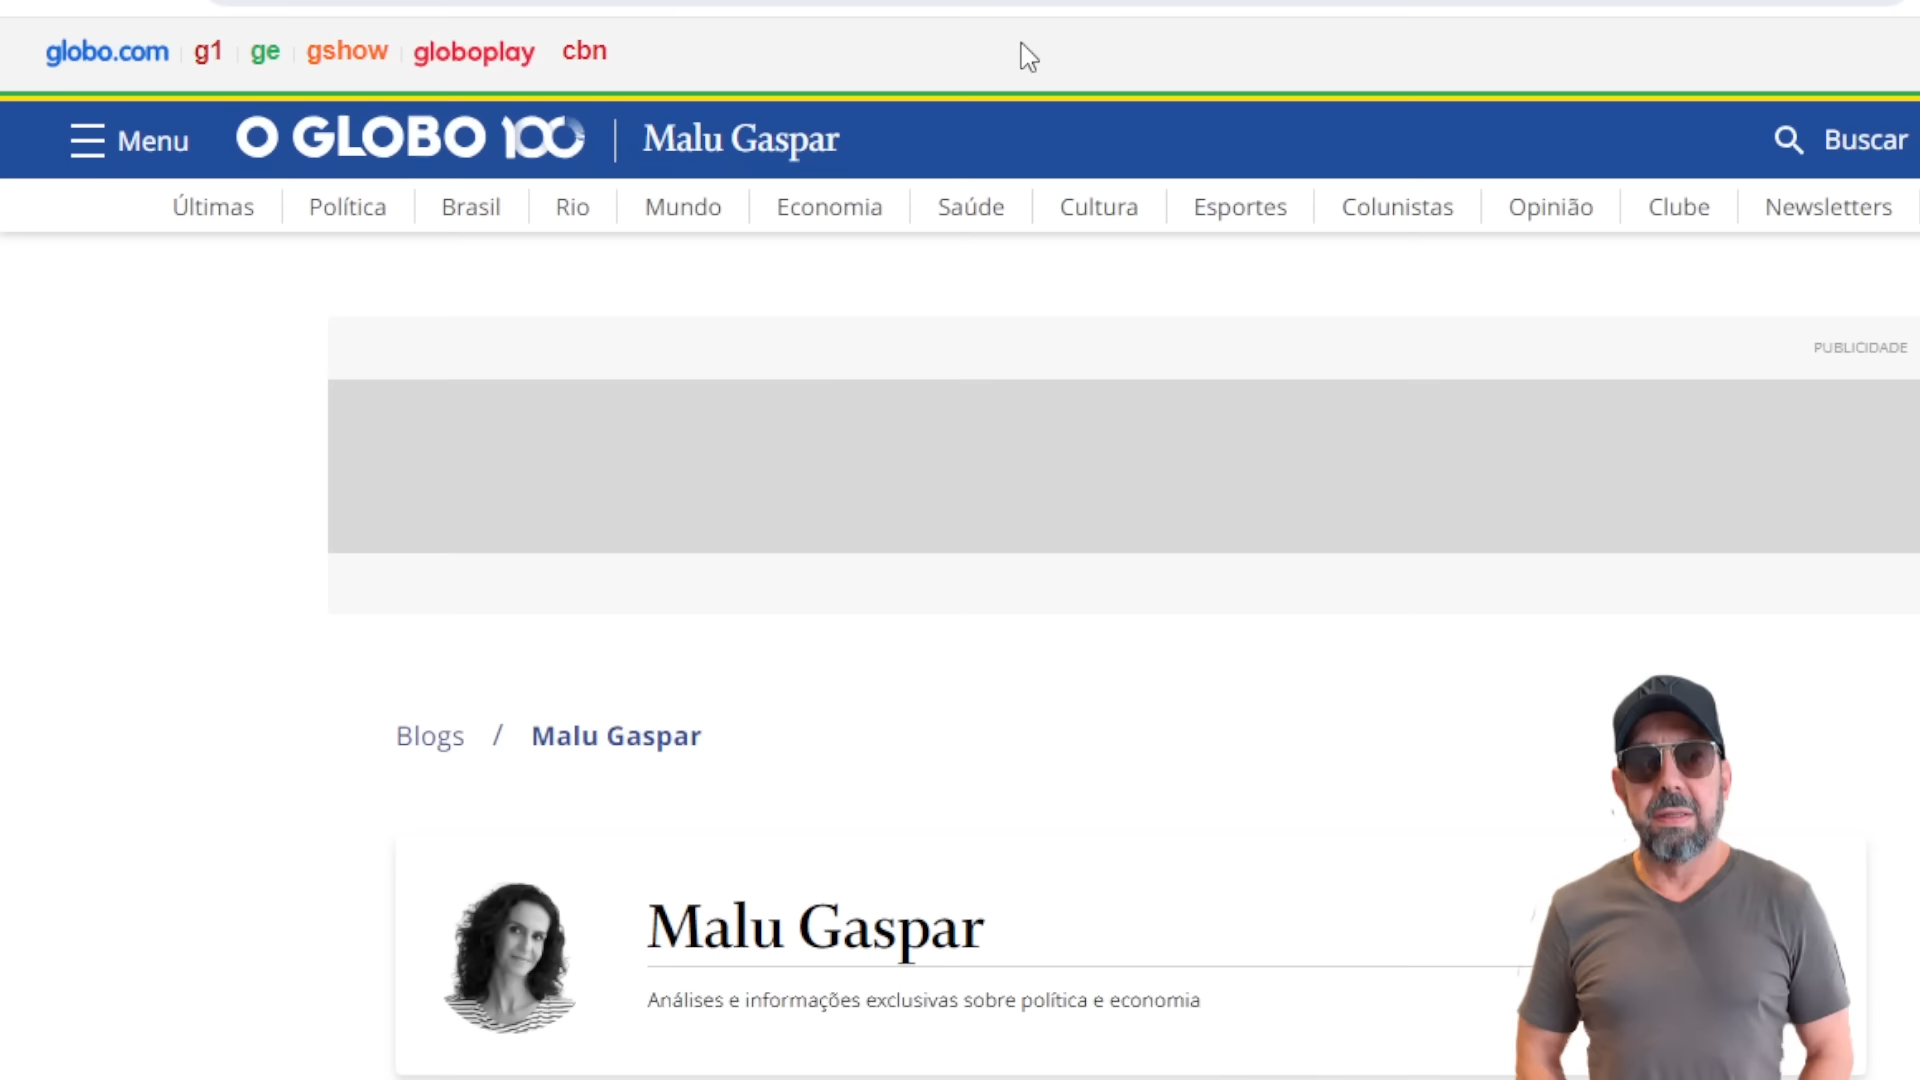 globo.com g1 ge gshow globoplay cbn
Menu O GLOBO 100 Malu Gaspar Buscar
Últimas Política Brasil Rio Mundo Economia Saúde Cultura Esportes Colunistas Opinião Clube Newsletters
PUBLICIDADE
Blogs / Malu Gaspar
Malu Gaspar
Análises e informações exclusivas sobre política e economia